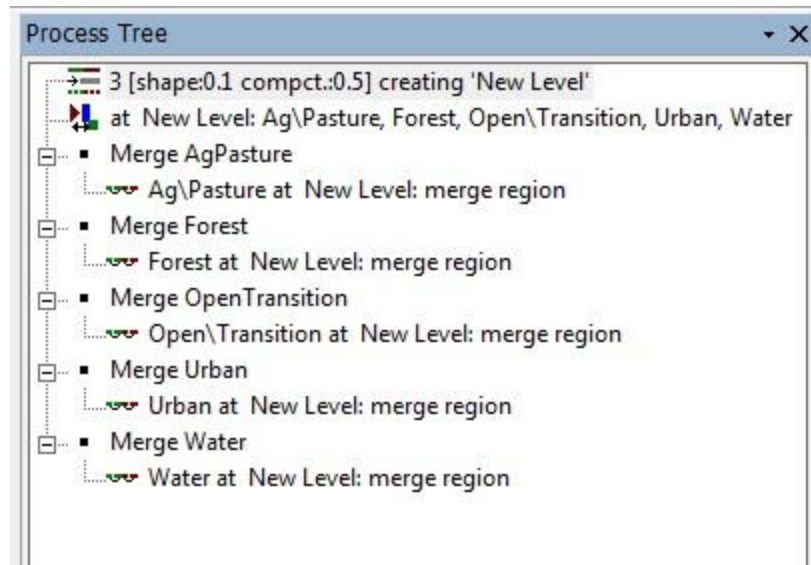 Process Tree
3 [shape:0.1 compct.:0.5] creating 'New Level'
at  New Level: Ag\Pasture, Forest, Open\Transition, Urban, Water
Merge AgPasture
Ag\Pasture at  New Level: merge region
Merge Forest
Forest at  New Level: merge region
Merge OpenTransition
Open\Transition at  New Level: merge region
Merge Urban
Urban at  New Level: merge region
Merge Water
Water at  New Level: merge region